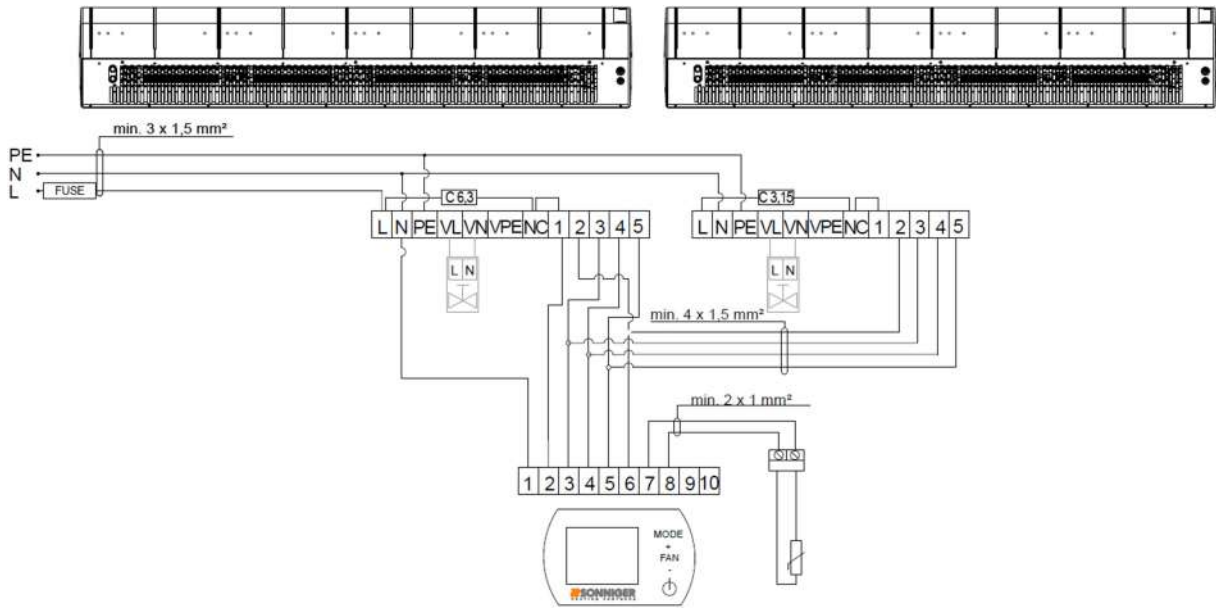 min. 3 x 1,5 mm²
PE
N
L
FUSE
C 6,3
C 3,15
L N PE VL VN VPE NC 1 2 3 4 5
L N PE VL VN VPE NC 1 2 3 4 5
L N
L N
min. 4 x 1,5 mm²
min. 2 x 1 mm²
1 2 3 4 5 6 7 8 9 10
MODE
+
FAN
-
SONNIGER